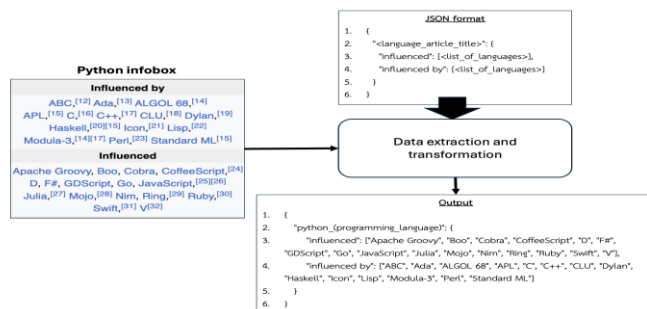 Python infobox
Influenced by
ABC,[12] Ada,[13] ALGOL 68,[14]
APL,[15] C,[16] C++,[17] CLU,[18] Dylan,[19]
Haskell,[20][15] Icon,[21] Lisp,[22]
Modula-3,[14][17] Perl,[23] Standard ML[15]
Influenced
Apache Groovy, Boo, Cobra, CoffeeScript,[24]
D, F#, GDScript, Go, JavaScript,[25][26]
Julia,[27] Mojo,[28] Nim, Ring,[29] Ruby,[30]
Swift,[31] V[32]
JSON format
1. {
2. "<language_article_title>": {
3. "influenced": [<list_of_languages>],
4. "influenced by": [<list_of_languages>]
5. }
6. }
Data extraction and
transformation
Output
1. {
2. "python_(programming_language)": {
3. "influenced": ["Apache Groovy", "Boo", "Cobra", "CoffeeScript", "D", "F#",
"GDScript", "Go", "JavaScript", "Julia", "Mojo", "Nim", "Ring", "Ruby", "Swift", "V"],
4. "influenced by": ["ABC", "Ada", "ALGOL 68", "APL", "C", "C++", "CLU", "Dylan",
"Haskell", "Icon", "Lisp", "Modula-3", "Perl", "Standard ML"]
5. }
6. }